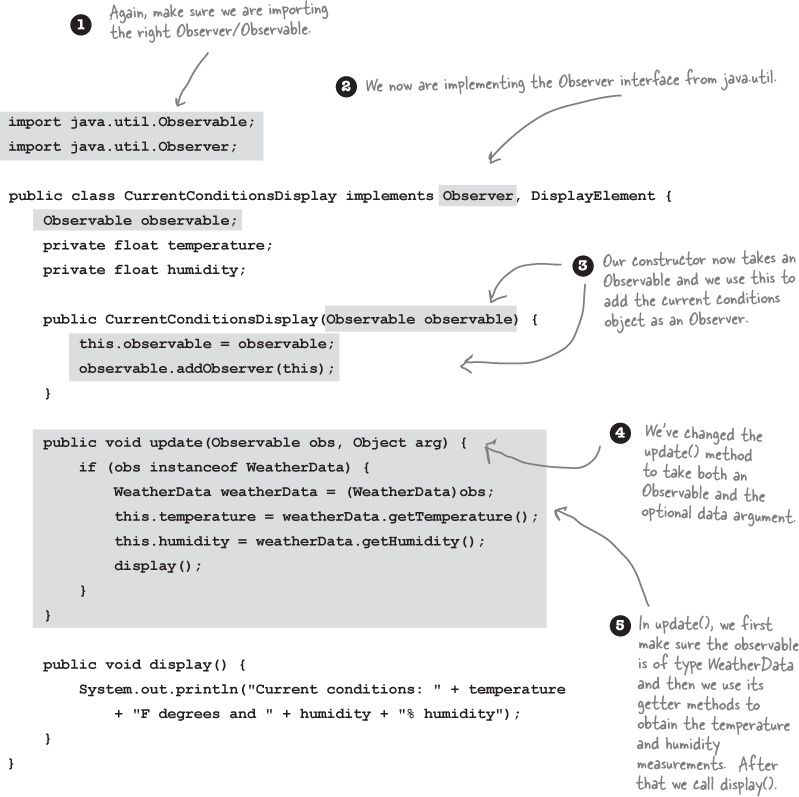 1 Again, make sure we are importing
the right Observer/Observable.
2 We now are implementing the Observer interface from java.util.
import java.util.Observable;
import java.util.Observer;
public class CurrentConditionsDisplay implements Observer, DisplayElement {
Observable observable;
private float temperature;
private float humidity;
3 Our constructor now takes an
Observable and we use this to
add the current conditions
object as an Observer.
public CurrentConditionsDisplay(Observable observable) {
this.observable = observable;
observable.addObserver(this);
}
4 We've changed the
update() method
to take both an
Observable and the
optional data argument.
public void update(Observable obs, Object arg) {
if (obs instanceof WeatherData) {
WeatherData weatherData = (WeatherData)obs;
this.temperature = weatherData.getTemperature();
this.humidity = weatherData.getHumidity();
display();
}
}
5 In update(), we first
make sure the observable
is of type WeatherData
and then we use its
getter methods to
obtain the temperature
and humidity
measurements. After
that we call display().
public void display() {
System.out.println("Current conditions: " + temperature
+ "F degrees and " + humidity + "% humidity");
}
}